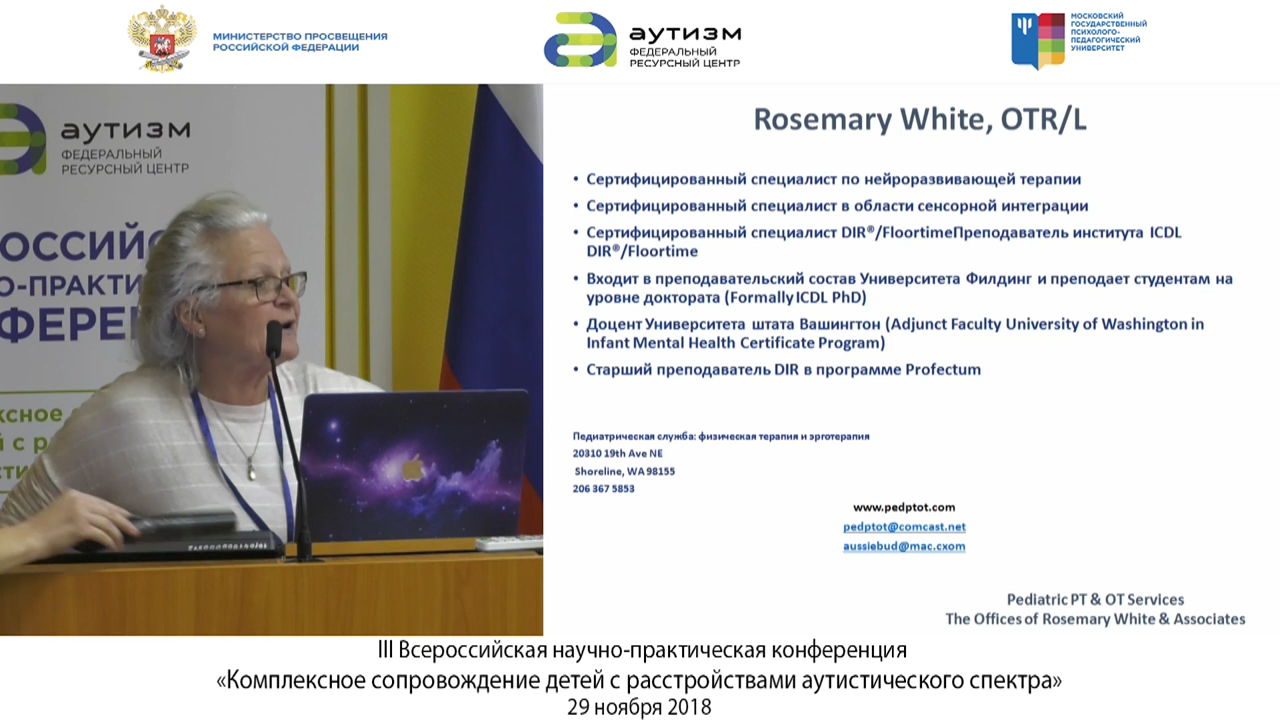 МИНИСТЕРСТВО ПРОСВЕЩЕНИЯ
РОССИЙСКОЙ ФЕДЕРАЦИИ
аутизм
ФЕДЕРАЛЬНЫЙ
РЕСУРСНЫЙ ЦЕНТР
МОСКОВСКИЙ
ГОСУДАРСТВЕННЫЙ
ПСИХОЛОГО-
ПЕДАГОГИЧЕСКИЙ
УНИВЕРСИТЕТ
аутизм
ФЕДЕРАЛЬНЫЙ
РЕСУРСНЫЙ ЦЕНТР
Rosemary White, OTR/L
• Сертифицированный специалист по нейроразвивающей терапии
• Сертифицированный специалист в области сенсорной интеграции
• Сертифицированный специалист DIR®/FloortimeПреподаватель института ICDL
DIR®/Floortime
• Входит в преподавательский состав Университета Филдинг и преподает студентам на
уровне доктората (Formally ICDL PhD)
• Доцент Университета штата Вашингтон (Adjunct Faculty University of Washington in
Infant Mental Health Certificate Program)
• Старший преподаватель DIR в программе Profectum
Педиатрическая служба: физическая терапия и эрготерапия
20310 19th Ave NE
Shoreline, WA 98155
206 367 5853
www.pedptot.com
pedptot@comcast.net
aussiebud@mac.cxom
Pediatric PT & OT Services
The Offices of Rosemary White & Associates
III Всероссийская научно-практическая конференция
«Комплексное сопровождение детей с расстройствами аутистического спектра»
29 ноября 2018